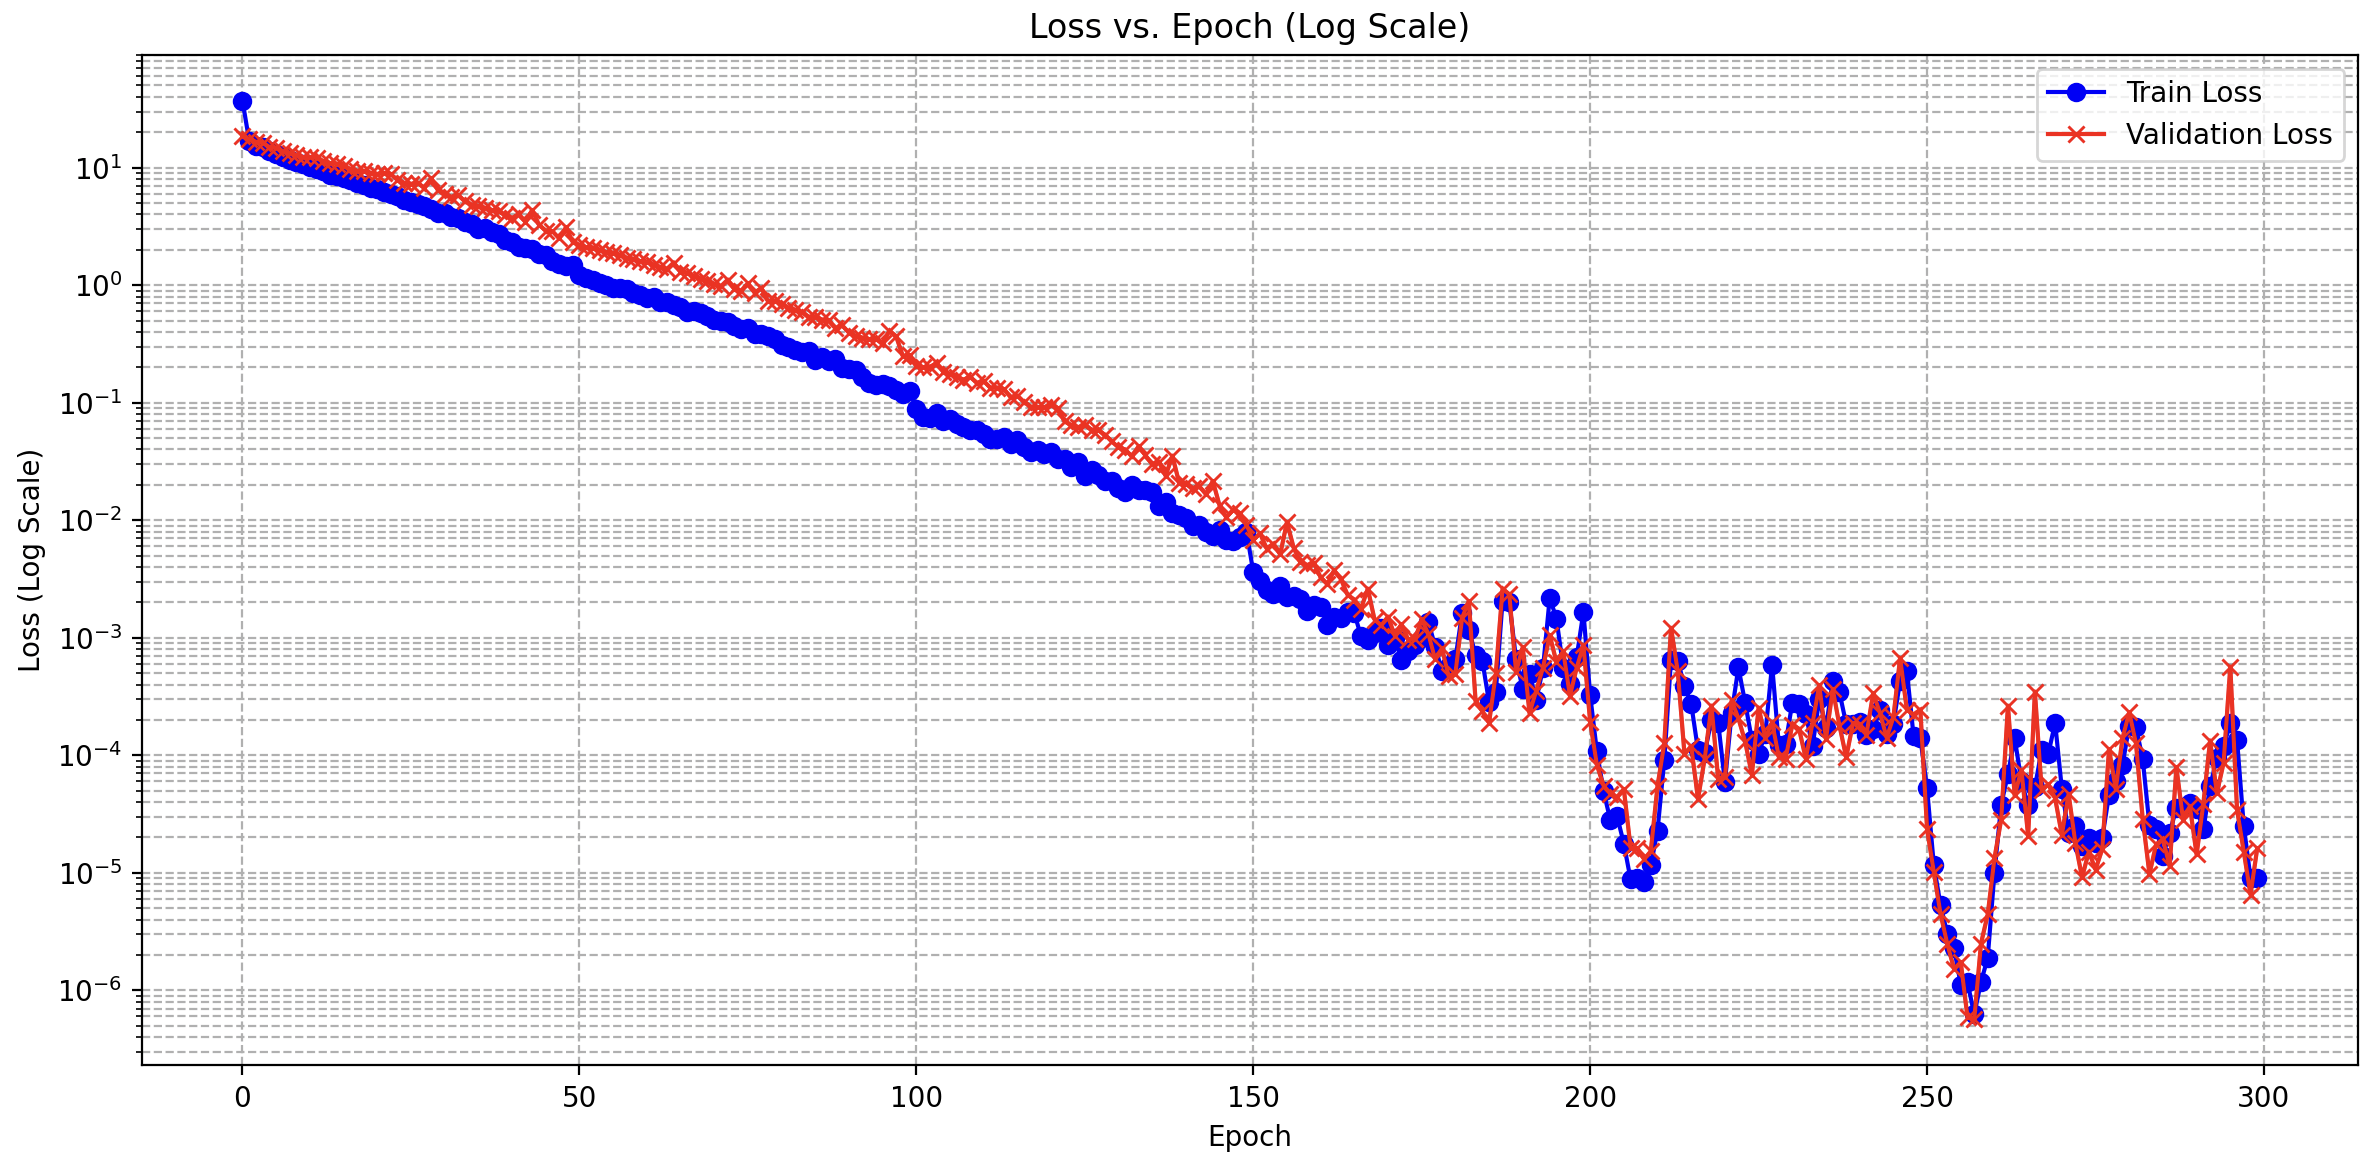 Loss vs. Epoch (Log Scale)
Train Loss
Validation Loss
Loss (Log Scale)
10¹
10⁰
10⁻¹
10⁻²
10⁻³
10⁻⁴
10⁻⁵
10⁻⁶
0 50 100 150 200 250 300
Epoch